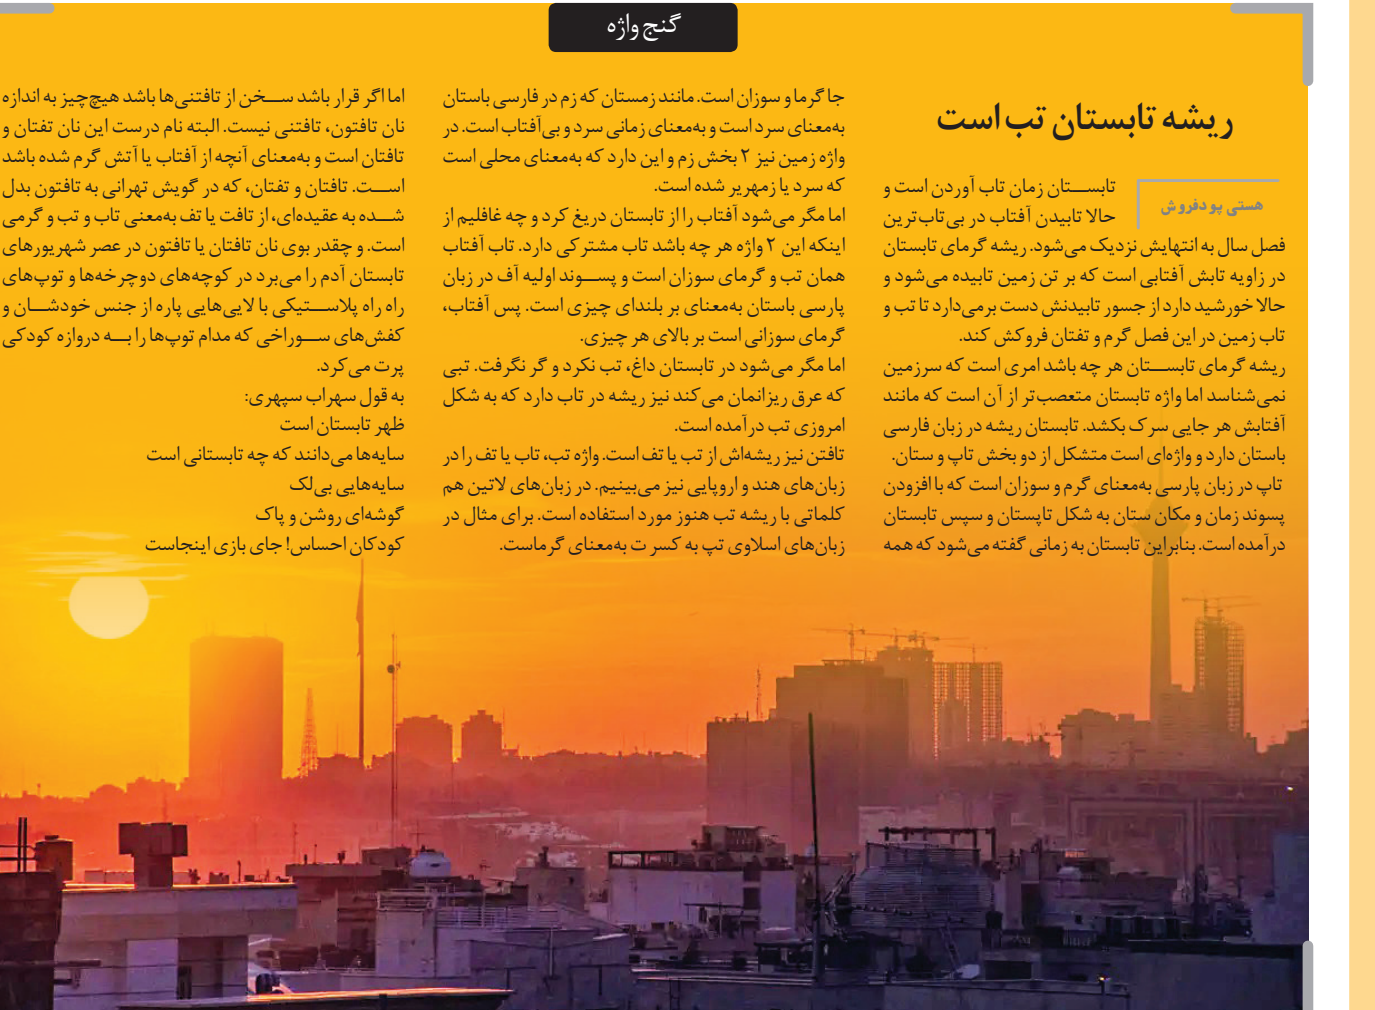 گنج واژه
ریشه تابستان تب است
هستی پودفروش
تابستان زمان تاب آوردن است و
حالا تابیدن آفتاب در بی‌تاب‌ترین
فصل سال به انتهایش نزدیک می‌شود. ریشه گرمای تابستان
در زاویه تابش آفتابی است که بر تن زمین تابیده می‌شود و
حالا خورشید دارد از جسور تابیدنش دست برمی‌دارد تا تب و
تاب زمین در این فصل گرم و تفتان فروکش کند.
ریشه گرمای تابستان هر چه باشد امری است که سرزمین
نمی‌شناسد اما واژه تابستان متعصب‌تر از آن است که مانند
آفتابش هر جایی سرک بکشد. تابستان ریشه در زبان فارسی
باستان دارد و واژه‌ای است متشکل از دو بخش تاپ و ستان.
تاپ در زبان پارسی به‌معنای گرم و سوزان است که با افزودن
پسوند زمان و مکان ستان به شکل تاپستان و سپس تابستان
درآمده است. بنابراین تابستان به زمانی گفته می‌شود که همه
جا گرما و سوزان است. مانند زمستان که زم در فارسی باستان
به‌معنای سرد است و به‌معنای زمانی سرد و بی‌آفتاب است. در
واژه زمین نیز ۲ بخش زم و این دارد که به‌معنای محلی است
که سرد یا زمهریر شده است.
اما مگر می‌شود آفتاب را از تابستان دریغ کرد و چه غافلیم از
اینکه این ۲ واژه هر چه باشد تاب مشترکی دارد. تاب آفتاب
همان تب و گرمای سوزان است و پسوند اولیه آف در زبان
پارسی باستان به‌معنای بر بلندای چیزی است. پس آفتاب،
گرمای سوزانی است بر بالای هر چیزی.
اما مگر می‌شود در تابستان داغ، تب نکرد و گر نگرفت. تبی
که عرق ریزانمان می‌کند نیز ریشه در تاب دارد که به شکل
امروزی تب درآمده است.
تافتن نیز ریشه‌اش از تب یا تف است. واژه تب، تاب یا تف را در
زبان‌های هند و اروپایی نیز می‌بینیم. در زبان‌های لاتین هم
کلماتی با ریشه تب هنوز مورد استفاده است. برای مثال در
زبان‌های اسلاوی تپ به کسر ت به‌معنای گرماست.
اما اگر قرار باشد سخن از تافتنی‌ها باشد هیچ‌چیز به اندازه
نان تافتون، تافتنی نیست. البته نام درست این نان تفتان و
تافتان است و به‌معنای آنچه از آفتاب یا آتش گرم شده باشد
است. تافتان و تفتان، که در گویش تهرانی به تافتون بدل
شده به عقیده‌ای، از تافت یا تف به‌معنی تاب و تب و گرمی
است. و چقدر بوی نان تافتان یا تافتون در عصر شهریورهای
تابستان آدم را می‌برد در کوچه‌های دوچرخه‌ها و توپ‌های
راه راه پلاستیکی با لایی‌هایی پاره از جنس خودشان و
کفش‌های سوراخی که مدام توپ‌ها را به دروازه کودکی
پرت می‌کرد.
به قول سهراب سپهری:
ظهر تابستان است
سایه‌ها می‌دانند که چه تابستانی است
سایه‌هایی بی‌لک
گوشه‌ای روشن و پاک
کودکان احساس! جای بازی اینجاست